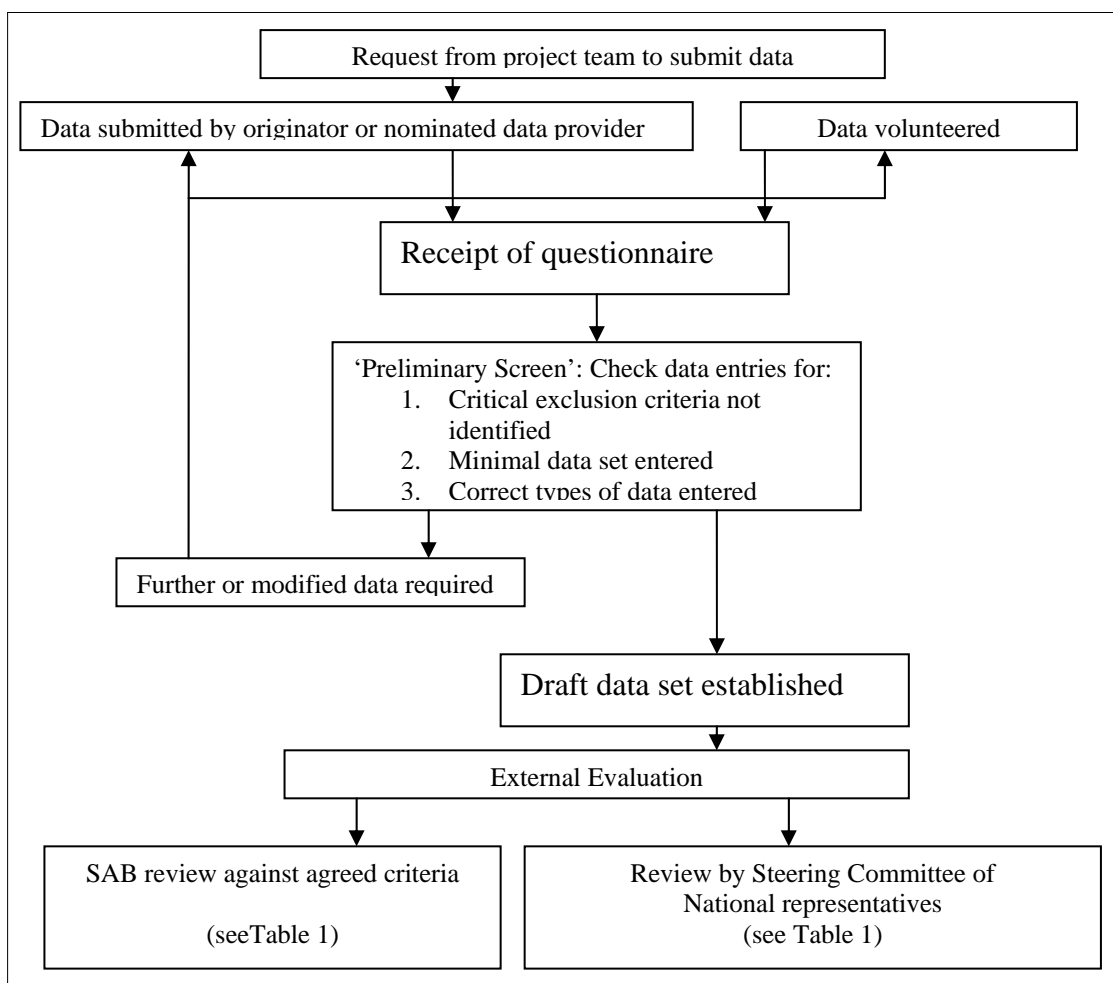 Request from project team to submit data
Data submitted by originator or nominated data provider
Data volunteered
Receipt of questionnaire
‘Preliminary Screen’: Check data entries for:
1. Critical exclusion criteria not
identified
2. Minimal data set entered
3. Correct types of data entered
Further or modified data required
Draft data set established
External Evaluation
SAB review against agreed criteria
(seeTable 1)
Review by Steering Committee of
National representatives
(see Table 1)